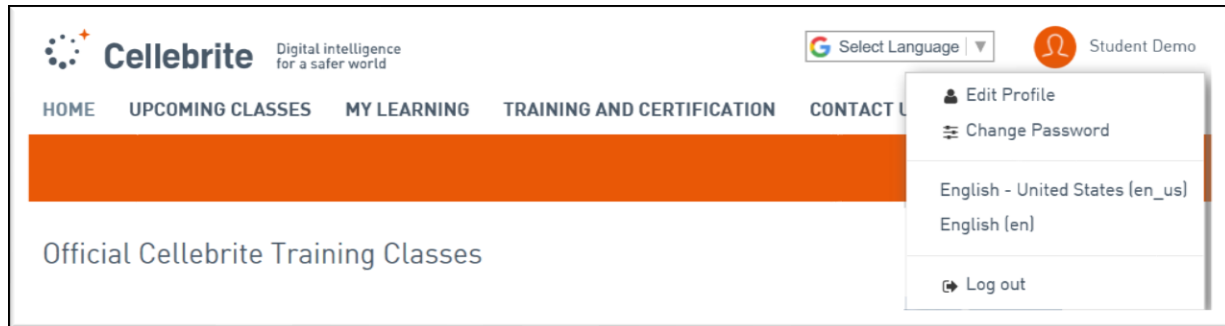 Cellebrite
Digital intelligence
for a safer world
Select Language
Student Demo
HOME UPCOMING CLASSES MY LEARNING TRAINING AND CERTIFICATION CONTACT U
Edit Profile
Change Password
English - United States (en_us)
English (en)
Log out
Official Cellebrite Training Classes